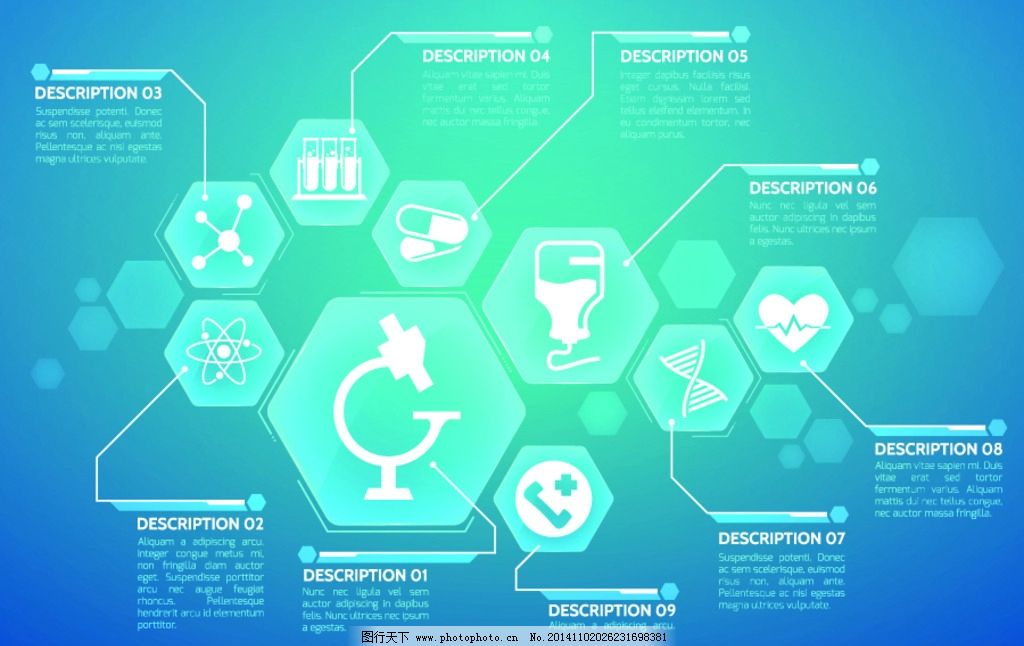 DESCRIPTION 03
Suspendisse potenti. Donec
ac sem scelerisque, euismod
risus non, aliquam ante.
Pellentesque ac nisi egestas
magna ultrices vulputate.
DESCRIPTION 04
Aliquam vitae sapien mi. Duis
vitae erat sed tortor
fermentum varius. Aliquam
mattis dui nec tellus congue,
nec auctor massa fringilla.
DESCRIPTION 05
Integer dapibus facilisis risus
eget cursus. Nulla facilisi.
Etiam dignissim lorem sed
tellus eleifend elementum. In
eu condimentum tortor, nec
aliquam purus.
DESCRIPTION 06
Nunc nec ligula vel sem
auctor adipiscing in dapibus
felis. Nunc ultrices nec ipsum
a egestas.
DESCRIPTION 08
Aliquam vitae sapien mi. Duis
vitae erat sed tortor
fermentum varius. Aliquam
mattis dui nec tellus congue,
nec auctor massa fringilla.
DESCRIPTION 02
Aliquam a adipiscing arcu.
Integer congue metus mi,
non fringilla diam auctor
eget. Suspendisse porttitor
arcu nec augue feugiat
rhoncus. Pellentesque
hendrerit arcu id elementum
porttitor.
DESCRIPTION 07
Suspendisse potenti. Donec
ac sem scelerisque, euismod
risus non, aliquam ante.
Pellentesque ac nisi egestas
magna ultrices vulputate.
DESCRIPTION 01
Nunc nec ligula vel sem
auctor adipiscing in dapibus
felis. Nunc ultrices nec ipsum
a egestas.
DESCRIPTION 09
Aliquam a adipiscing arcu.
图行天下 www.photophoto.cn No.20141102026231698381